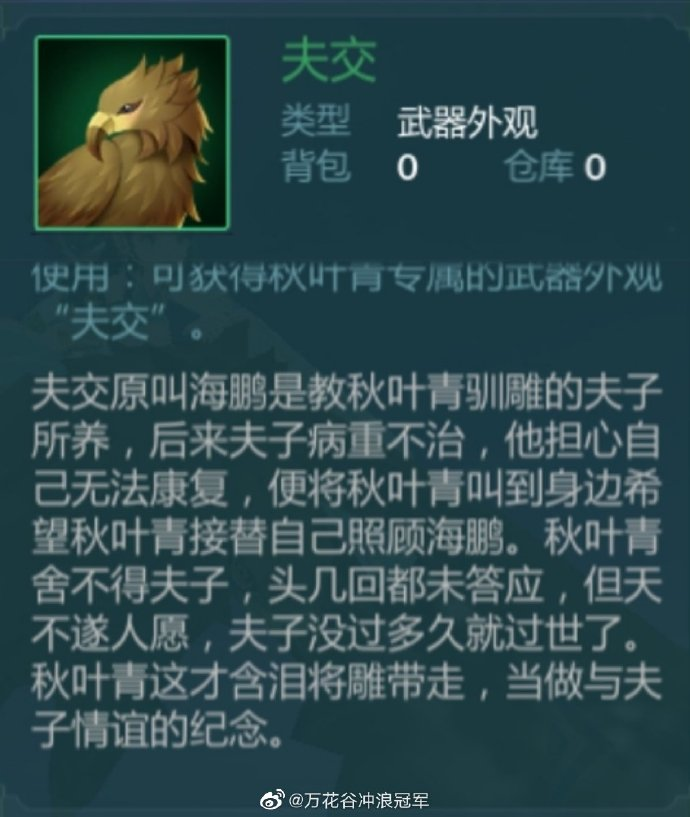 夫交
类型 武器外观
背包 0 仓库 0
使用：可获得秋叶青专属的武器外观
“夫交”。
夫交原叫海鹏是教秋叶青驯雕的夫子
所养，后来夫子病重不治，他担心自
己无法康复，便将秋叶青叫到身边希
望秋叶青接替自己照顾海鹏。秋叶青
舍不得夫子，头几回都未答应，但天
不遂人愿，夫子没过多久就过世了。
秋叶青这才含泪将雕带走，当做与夫
子情谊的纪念。
@万花谷冲浪冠军